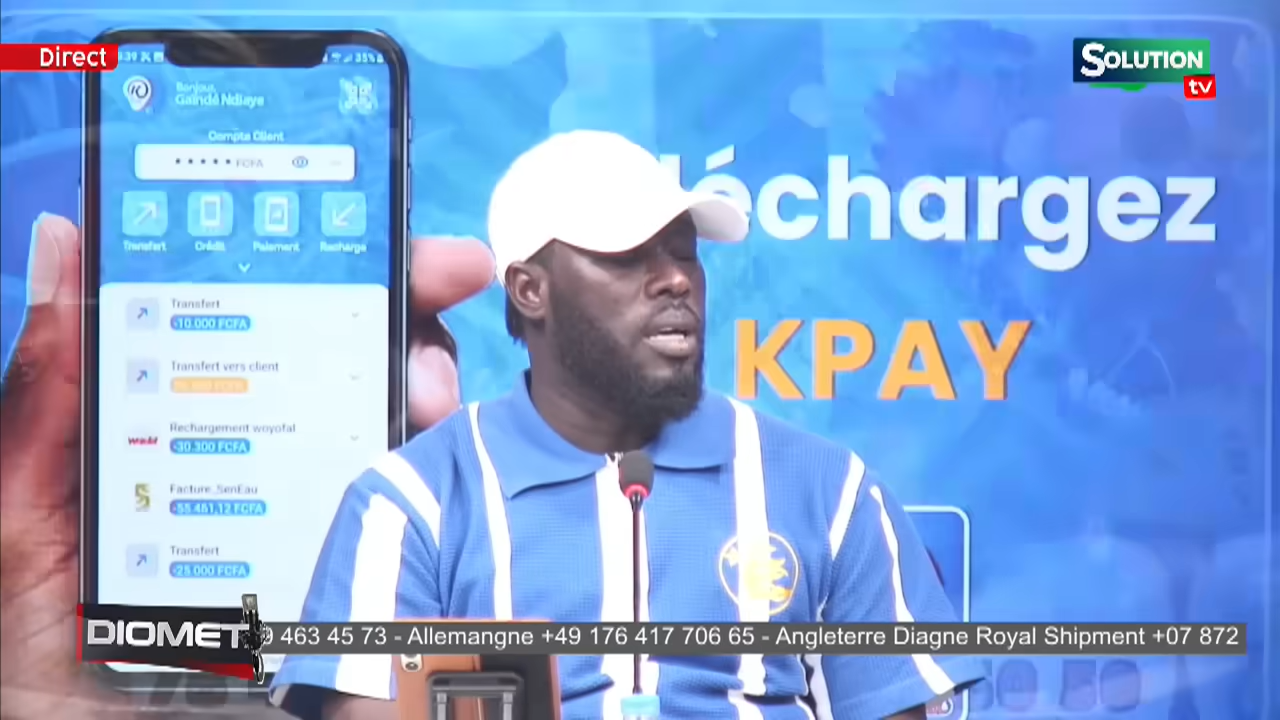 Direct
SOLUTION
tv
Bonjour,
Gaïndé Ndiaye
Compte Client
FCFA
Transfert
Crédit
Paiement
Recharge
Transfert
-10.000 FCFA
Transfert vers client
Rechargement woyofal
-30.300 FCFA
Facture_SenEau
-55.461,12 FCFA
Transfert
-25.000 FCFA
léchargez
KPAY
DIOMET
9 463 45 73 - Allemangne +49 176 417 706 65 - Angleterre Diagne Royal Shipment +07 872